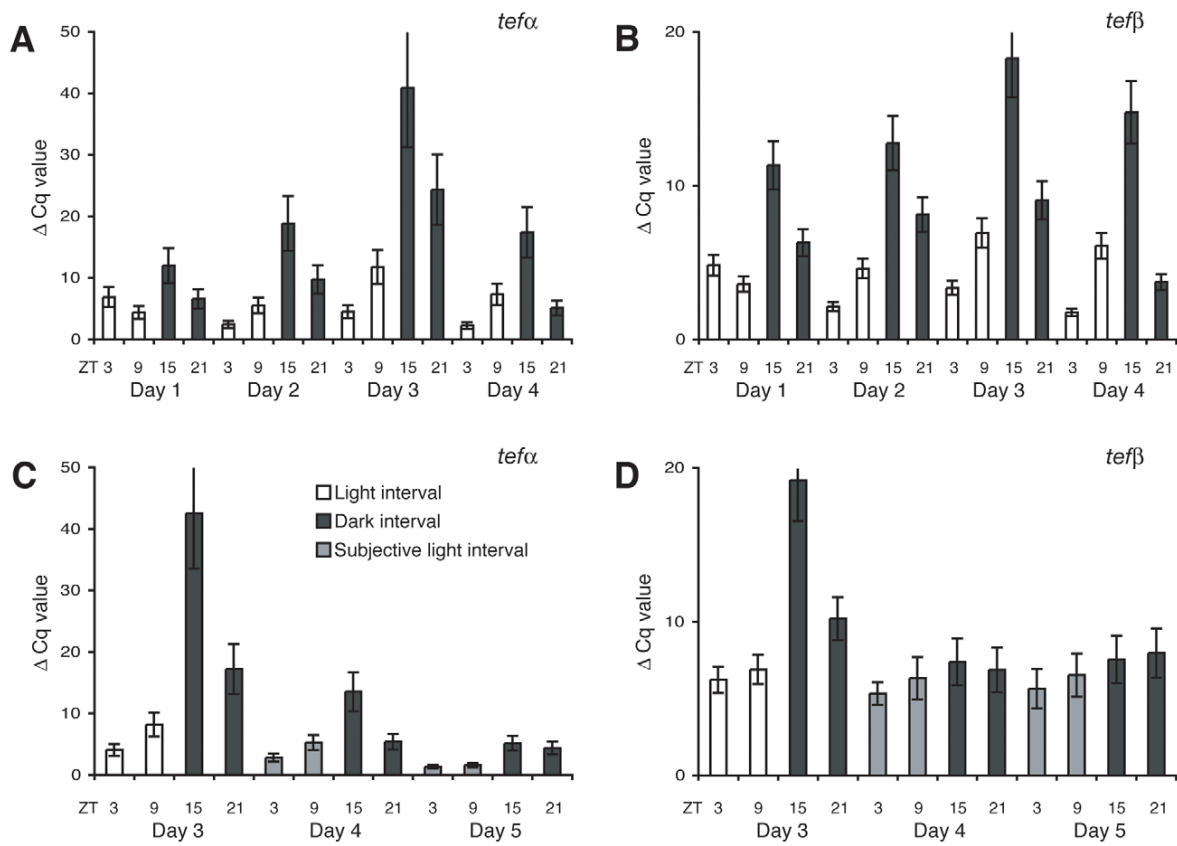 A
tefα
50
40
30
20
10
0
Δ Cq value
ZT 3 9 15 21 3 9 15 21 3 9 15 21 3 9 15 21
Day 1 Day 2 Day 3 Day 4
B
tefβ
20
10
0
Δ Cq value
ZT 3 9 15 21 3 9 15 21 3 9 15 21 3 9 15 21
Day 1 Day 2 Day 3 Day 4
C
tefα
50
40
30
20
10
0
Δ Cq value
Light interval
Dark interval
Subjective light interval
ZT 3 9 15 21 3 9 15 21 3 9 15 21
Day 3 Day 4 Day 5
D
tefβ
20
10
0
Δ Cq value
ZT 3 9 15 21 3 9 15 21 3 9 15 21
Day 3 Day 4 Day 5